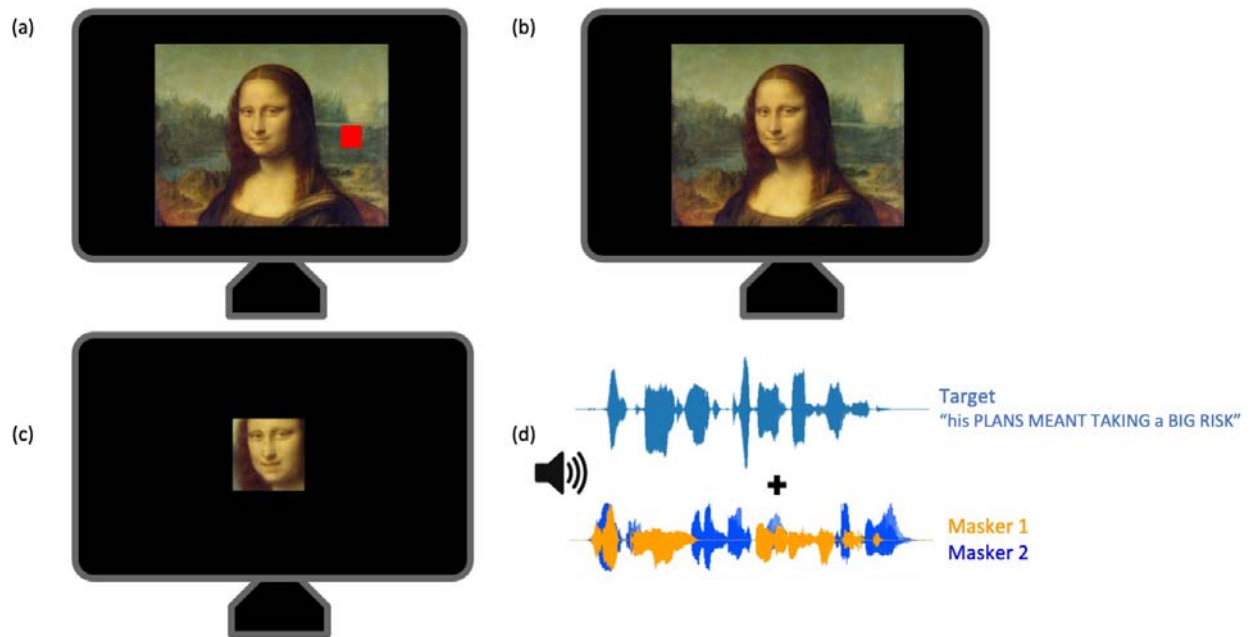 (a)
(b)
(c)
(d)
Target
"his PLANS MEANT TAKING a BIG RISK"
Masker 1
Masker 2